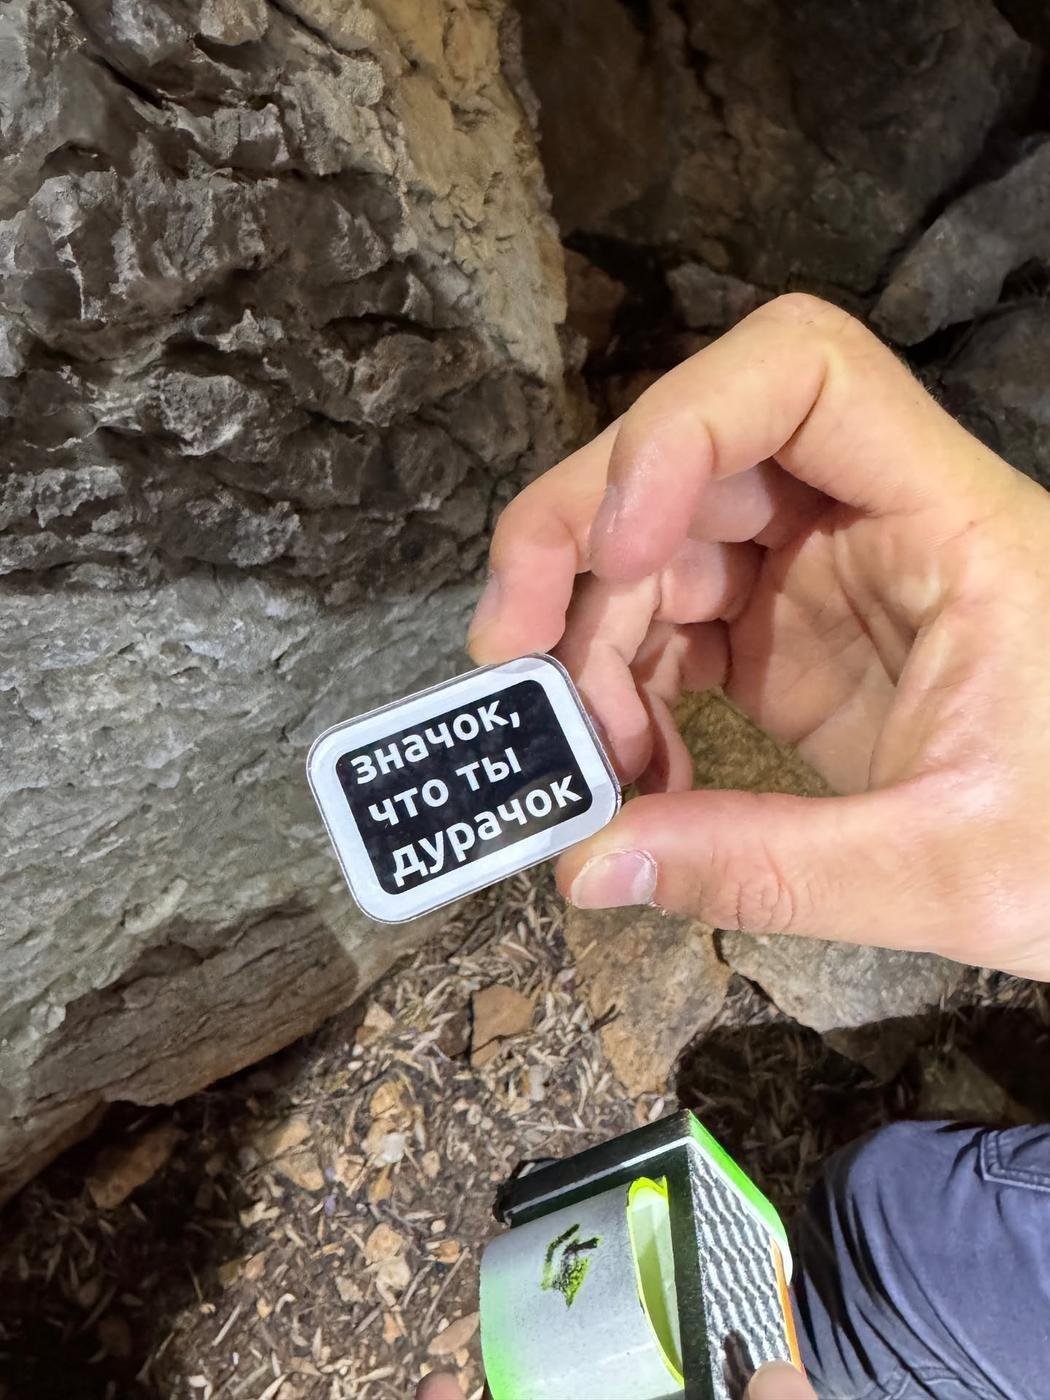 значок,
что ты
дурачок